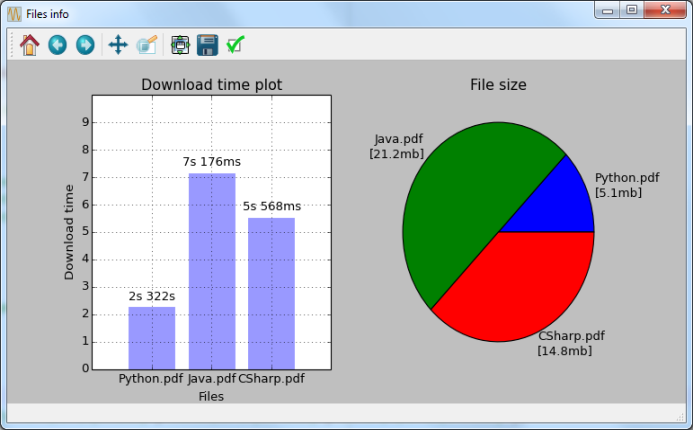 Files info
Download time plot
File size
9
8
7
6
5
4
3
2
1
0
Download time
7s 176ms
5s 568ms
2s 322s
Python.pdf
Java.pdf
CSharp.pdf
Files
Java.pdf
[21.2mb]
Python.pdf
[5.1mb]
CSharp.pdf
[14.8mb]